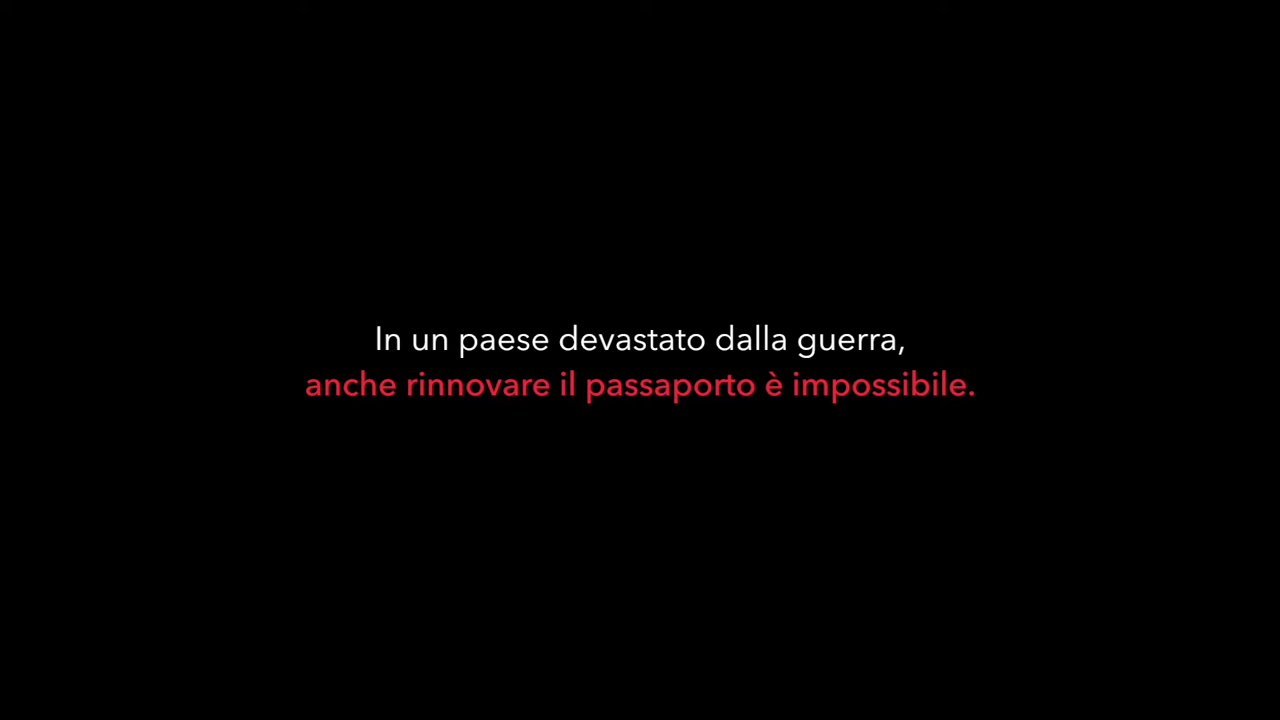 In un paese devastato dalla guerra,
anche rinnovare il passaporto è impossibile.